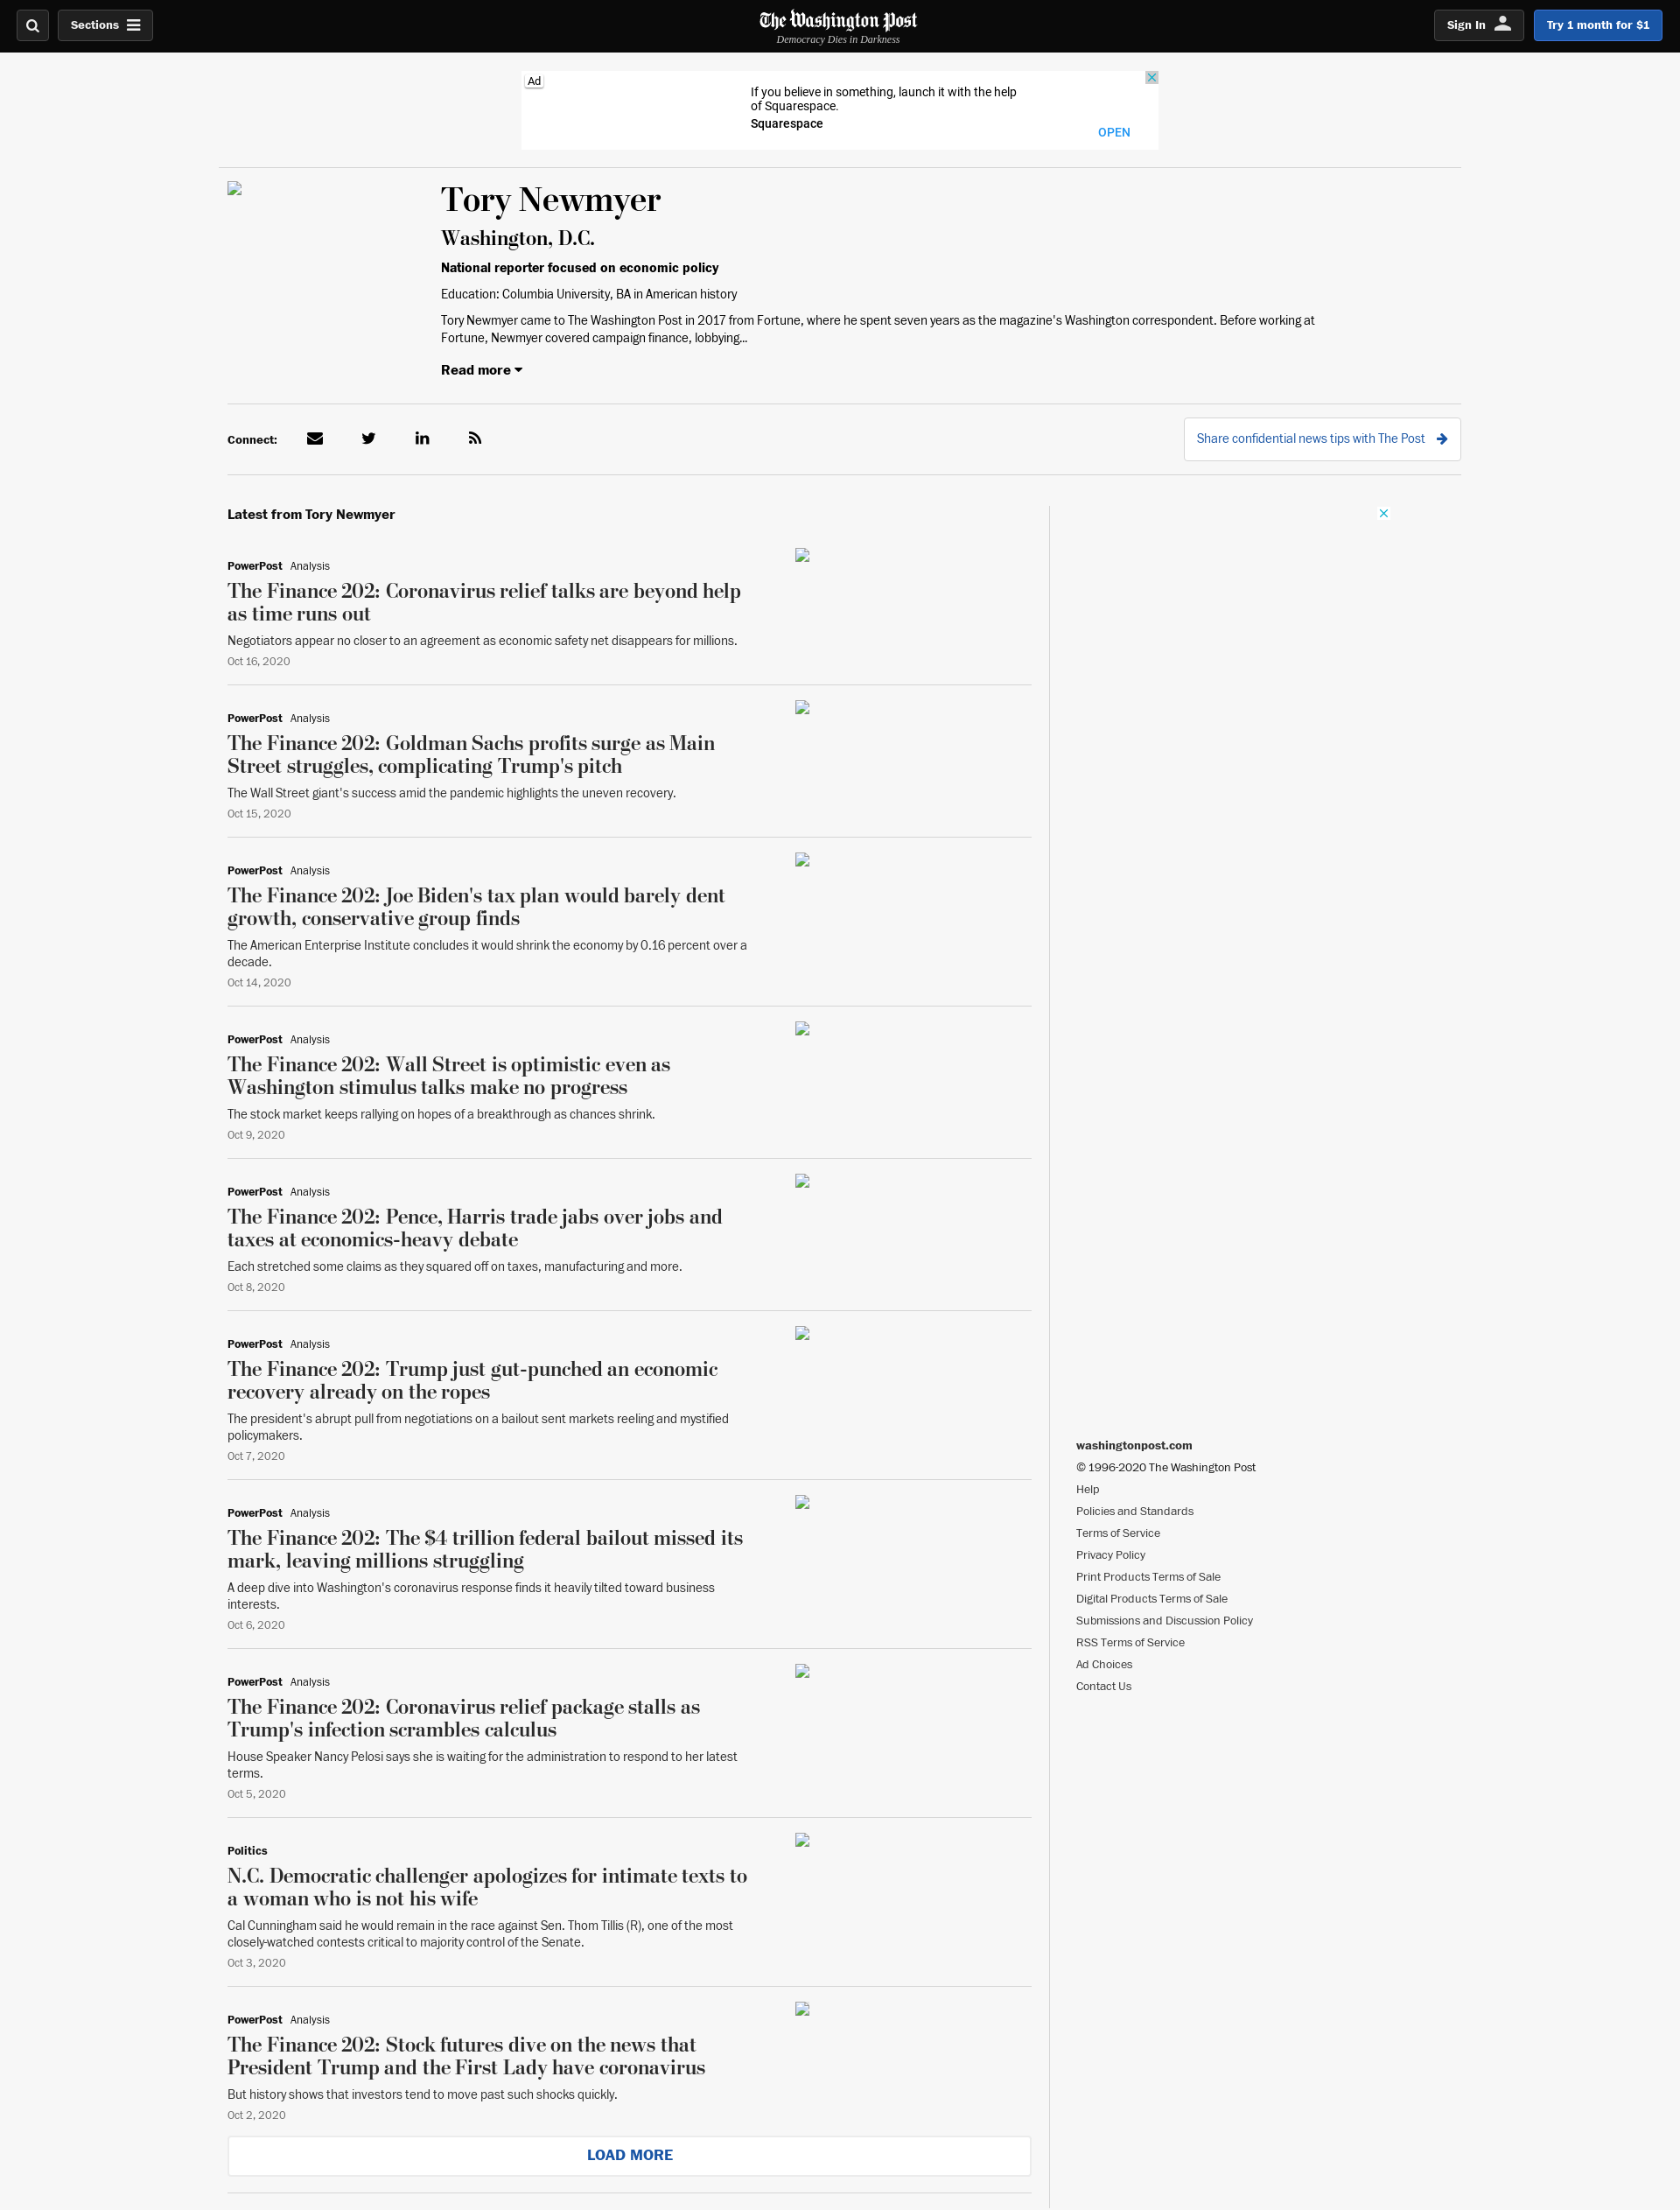 Sections
The Washington Post
Democracy Dies in Darkness
Sign In
Try 1 month for $1
Ad
If you believe in something, launch it with the help
of Squarespace.
Squarespace
OPEN
Tory Newmyer
Washington, D.C.
National reporter focused on economic policy
Education: Columbia University, BA in American history
Tory Newmyer came to The Washington Post in 2017 from Fortune, where he spent seven years as the magazine's Washington correspondent. Before working at
Fortune, Newmyer covered campaign finance, lobbying...
Read more
Connect:
Share confidential news tips with The Post
Latest from Tory Newmyer
PowerPost Analysis
The Finance 202: Coronavirus relief talks are beyond help
as time runs out
Negotiators appear no closer to an agreement as economic safety net disappears for millions.
Oct 16, 2020
PowerPost Analysis
The Finance 202: Goldman Sachs profits surge as Main
Street struggles, complicating Trump's pitch
The Wall Street giant's success amid the pandemic highlights the uneven recovery.
Oct 15, 2020
PowerPost Analysis
The Finance 202: Joe Biden's tax plan would barely dent
growth, conservative group finds
The American Enterprise Institute concludes it would shrink the economy by 0.16 percent over a
decade.
Oct 14, 2020
PowerPost Analysis
The Finance 202: Wall Street is optimistic even as
Washington stimulus talks make no progress
The stock market keeps rallying on hopes of a breakthrough as chances shrink.
Oct 9, 2020
PowerPost Analysis
The Finance 202: Pence, Harris trade jabs over jobs and
taxes at economics-heavy debate
Each stretched some claims as they squared off on taxes, manufacturing and more.
Oct 8, 2020
PowerPost Analysis
The Finance 202: Trump just gut-punched an economic
recovery already on the ropes
The president's abrupt pull from negotiations on a bailout sent markets reeling and mystified
policymakers.
Oct 7, 2020
PowerPost Analysis
The Finance 202: The $4 trillion federal bailout missed its
mark, leaving millions struggling
A deep dive into Washington's coronavirus response finds it heavily tilted toward business
interests.
Oct 6, 2020
PowerPost Analysis
The Finance 202: Coronavirus relief package stalls as
Trump's infection scrambles calculus
House Speaker Nancy Pelosi says she is waiting for the administration to respond to her latest
terms.
Oct 5, 2020
Politics
N.C. Democratic challenger apologizes for intimate texts to
a woman who is not his wife
Cal Cunningham said he would remain in the race against Sen. Thom Tillis (R), one of the most
closely-watched contests critical to majority control of the Senate.
Oct 3, 2020
PowerPost Analysis
The Finance 202: Stock futures dive on the news that
President Trump and the First Lady have coronavirus
But history shows that investors tend to move past such shocks quickly.
Oct 2, 2020
LOAD MORE
washingtonpost.com
© 1996-2020 The Washington Post
Help
Policies and Standards
Terms of Service
Privacy Policy
Print Products Terms of Sale
Digital Products Terms of Sale
Submissions and Discussion Policy
RSS Terms of Service
Ad Choices
Contact Us